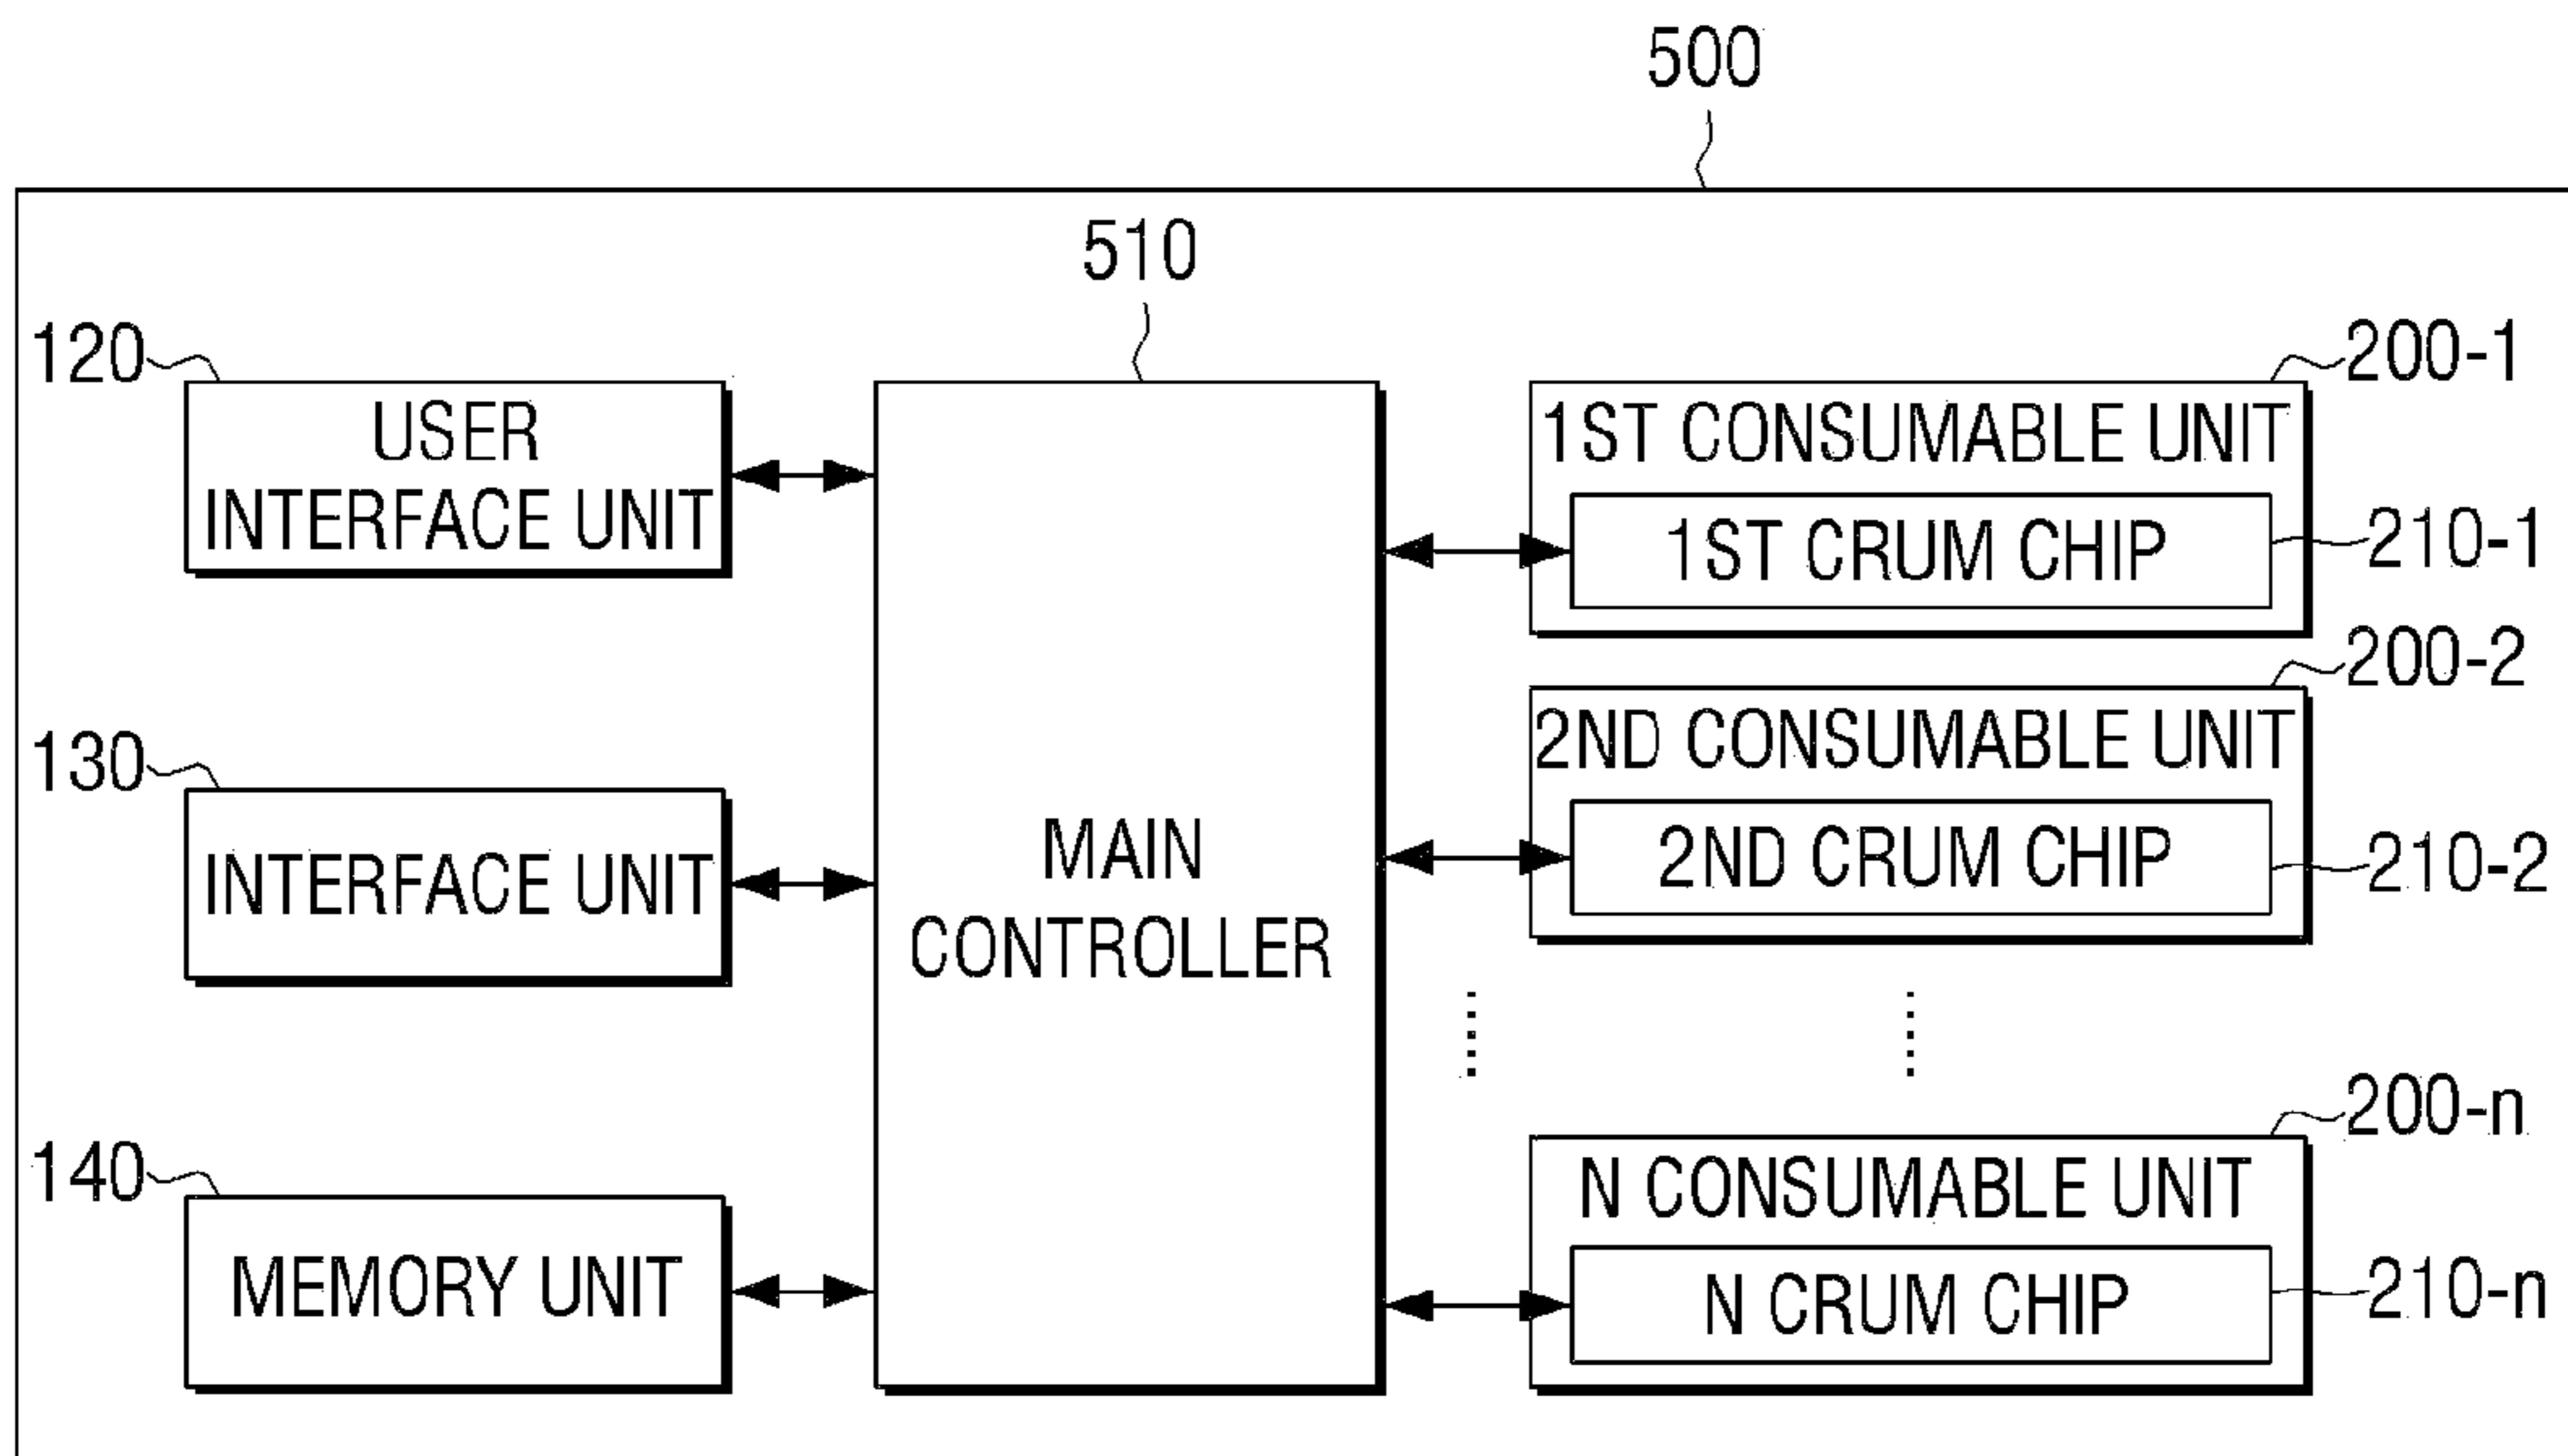 500
510
120
USER
INTERFACE UNIT
200-1
1ST CONSUMABLE UNIT
1ST CRUM CHIP
210-1
200-2
2ND CONSUMABLE UNIT
130
INTERFACE UNIT
MAIN
CONTROLLER
2ND CRUM CHIP
210-2
200-n
N CONSUMABLE UNIT
140
MEMORY UNIT
N CRUM CHIP
210-n